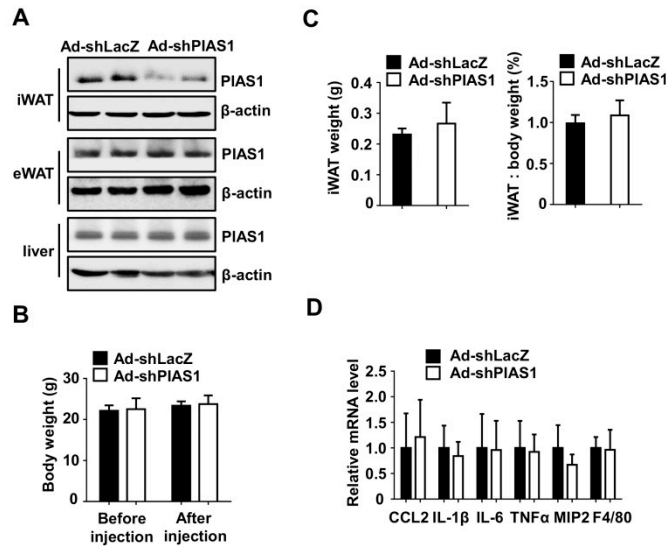 A
Ad-shLacZ Ad-shPIAS1
iWAT
PIAS1
β-actin
eWAT
PIAS1
β-actin
liver
PIAS1
β-actin
B
Ad-shLacZ
Ad-shPIAS1
Body weight (g)
30
20
10
0
Before injection
After injection
C
Ad-shLacZ
Ad-shPIAS1
iWAT weight (g)
0.4
0.3
0.2
0.1
0
iWAT : body weight (%)
1.5
1.0
0.5
0
D
Ad-shLacZ
Ad-shPIAS1
Relative mRNA level
2.5
2.0
1.5
1.0
0.5
0
CCL2 IL-1β IL-6 TNFα MIP2 F4/80